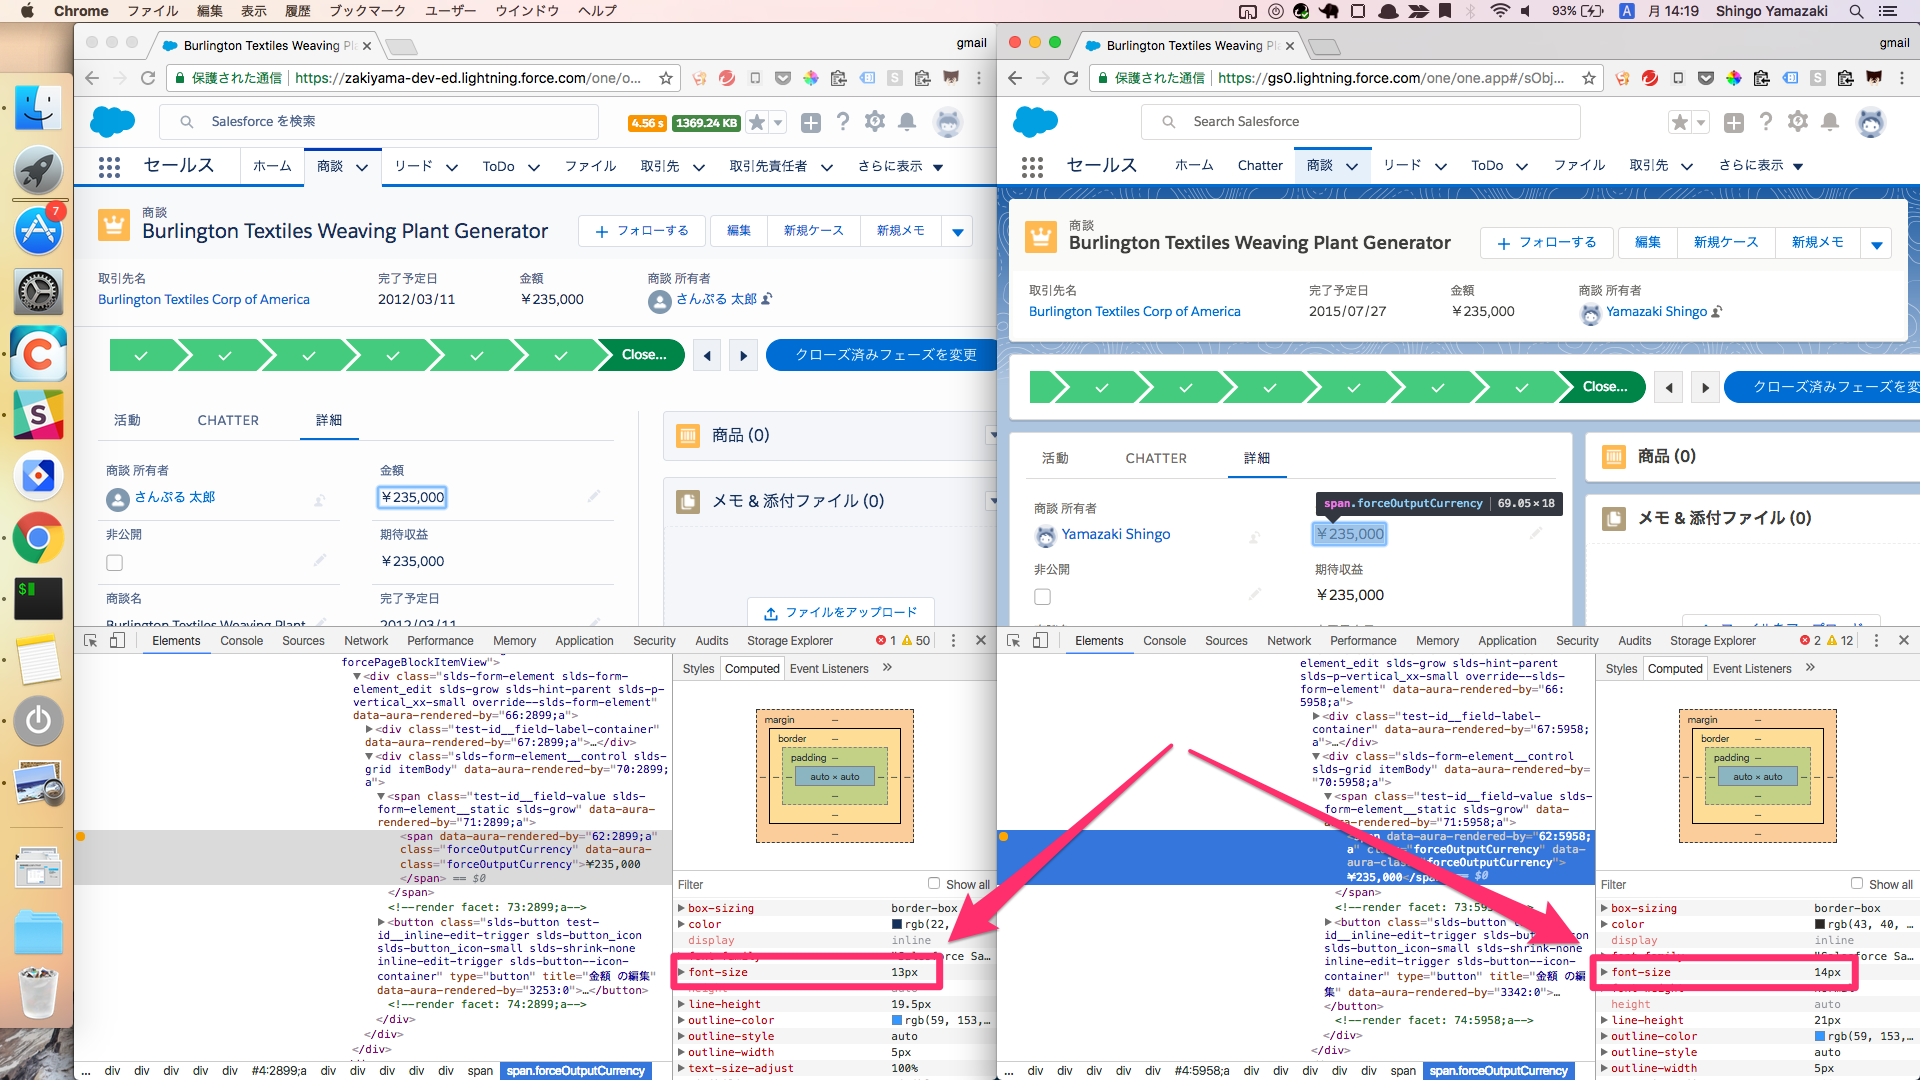 Chrome ファイル 編集 表示 履歴 ブックマーク ユーザー ウインドウ ヘルプ
93% A 月 14:19 Shingo Yamazaki
Burlington Textiles Weaving Pl
gmail
保護された通信 https://zakiyama-dev-ed.lightning.force.com/one/o...
Salesforce を検索
4.56 s 1369.24 KB
セールス ホーム 商談 リード ToDo ファイル 取引先 取引先責任者 さらに表示
商談
Burlington Textiles Weaving Plant Generator
フォローする 編集 新規ケース 新規メモ
取引先名 完了予定日 金額 商談 所有者
Burlington Textiles Corp of America 2012/03/11 ￥235,000 さんぷる 太郎
Close... クローズ済みフェーズを変更
活動 CHATTER 詳細
商品 (0)
商談 所有者 金額
さんぷる 太郎 ￥235,000
メモ & 添付ファイル (0)
非公開 期待収益
￥235,000
商談名 完了予定日
Burlington Textiles Weaving Plant 2012/03/11
ファイルをアップロード
Elements Console Sources Network Performance Memory Application Security Audits Storage Explorer 1 50
forcePageBlockItemView">
▼<div class="slds-form-element slds-form-
element_edit slds-grow slds-hint-parent slds-p-
vertical_xx-small override--slds-form-element"
data-aura-rendered-by="66:2899;a">
▶<div class="test-id__field-label-container"
data-aura-rendered-by="67:2899;a">…</div>
▼<div class="slds-form-element__control slds-
grid itemBody" data-aura-rendered-by="70:2899;
a">
▼<span class="test-id__field-value slds-
form-element__static slds-grow" data-aura-
rendered-by="71:2899;a">
<span data-aura-rendered-by="62:2899;a"
class="forceOutputCurrency" data-aura-
class="forceOutputCurrency">￥235,000
</span> == $0
</span>
<!--render facet: 73:2899;a-->
▶<button class="slds-button test-
id__inline-edit-trigger slds-button_icon
slds-button_icon-small slds-shrink-none
inline-edit-trigger slds-button--icon-
container" type="button" title="金額 の編集"
data-aura-rendered-by="3253:0">…</button>
<!--render facet: 74:2899;a-->
</div>
</div>
</div>
... div div div div div #4:2899;a div div div div span span.forceOutputCurrency
Styles Computed Event Listeners »
margin –
border –
padding –
auto × auto
Filter Show all
box-sizing border-box
color rgb(22,
display inline
font-size 13px
line-height 19.5px
outline-color rgb(59, 153,…
outline-style auto
outline-width 5px
text-size-adjust 100%
Burlington Textiles Weaving Pl
gmail
保護された通信 https://gs0.lightning.force.com/one/one.app#/sObj...
Search Salesforce
セールス ホーム Chatter 商談 リード ToDo ファイル 取引先 さらに表示
商談
Burlington Textiles Weaving Plant Generator
フォローする 編集 新規ケース 新規メモ
取引先名 完了予定日 金額 商談 所有者
Burlington Textiles Corp of America 2015/07/27 ￥235,000 Yamazaki Shingo
Close... クローズ済みフェーズを変
活動 CHATTER 詳細
商品 (0)
商談 所有者
span.forceOutputCurrency | 69.05×18
Yamazaki Shingo ￥235,000
メモ & 添付ファイル (0)
非公開 期待収益
￥235,000
Elements Console Sources Network Performance Memory Application Security Audits Storage Explorer 2 12
element_edit slds-grow slds-hint-parent
slds-p-vertical_xx-small override--slds-
form-element" data-aura-rendered-by="66:
5958;a">
▶<div class="test-id__field-label-
container" data-aura-rendered-by="67:5958;
a">…</div>
▼<div class="slds-form-element__control
slds-grid itemBody" data-aura-rendered-by=
"70:5958;a">
▼<span class="test-id__field-value slds-
form-element__static slds-grow" data-aura-
rendered-by="71:5958;a">
data-aura-rendered-by="62:5958;
a" class="forceOutputCurrency" data-
aura-class="forceOutputCurrency">
￥235,000</span> == $0
</span>
<!--render facet: 73:5958;a-->
▶<button class="slds-button
id__inline-edit-trigger slds-button_icon
slds-button_icon-small slds-shrink-none
inline-edit-trigger slds-button--icon-
container" type="button" title="金額 の編
集" data-aura-rendered-by="3342:0">…
</button>
<!--render facet: 74:5958;a-->
</div>
</div>
... div div div div div #4:5958;a div div div div span span.forceOutputCurrency
Styles Computed Event Listeners »
margin –
border –
padding –
auto × auto
Filter Show all
box-sizing border-box
color rgb(43, 40, …
display inline
font-size 14px
height auto
line-height 21px
outline-color rgb(59, 153,…
outline-style auto
outline-width 5px